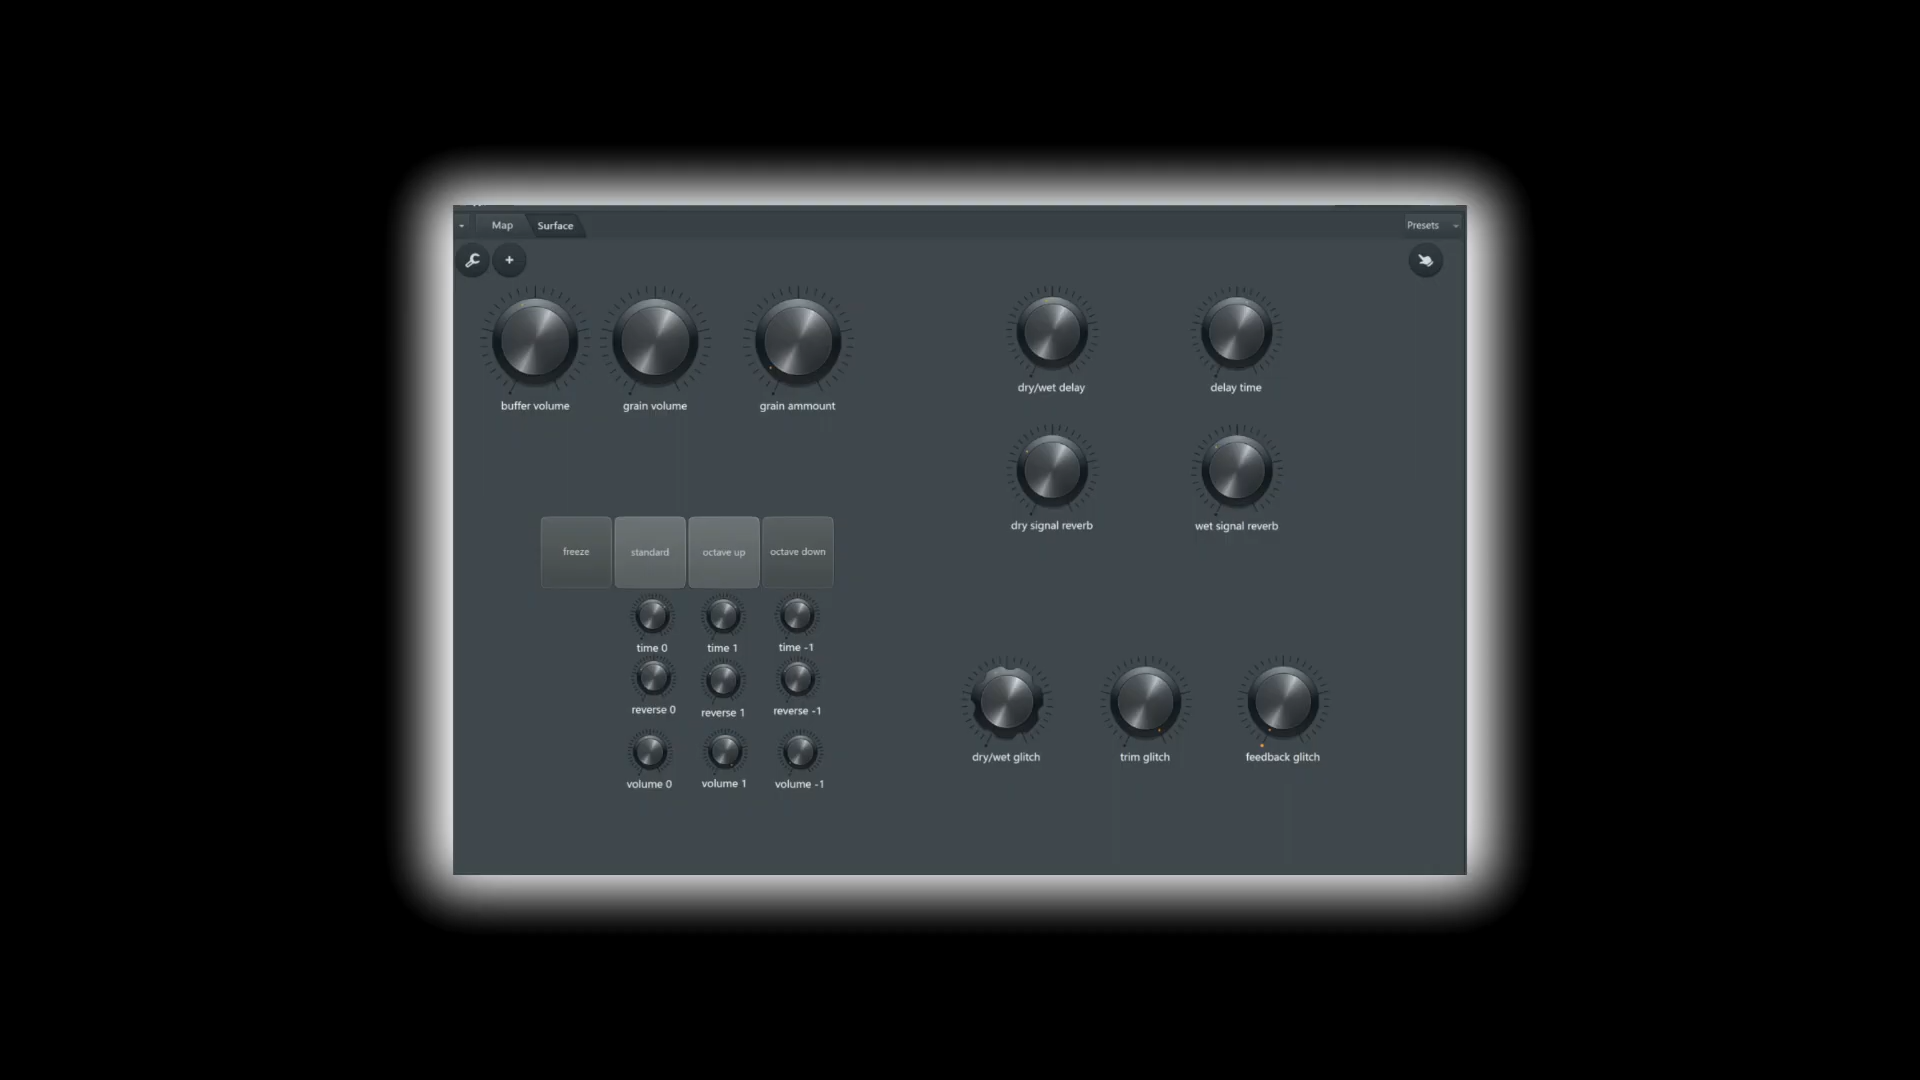 Map Surface Presets
+
buffer volume grain volume grain ammount dry/wet delay delay time
dry signal reverb wet signal reverb
freeze standard octave up octave down
time 0 time 1 time -1
reverse 0 reverse 1 reverse -1
dry/wet glitch trim glitch feedback glitch
volume 0 volume 1 volume -1